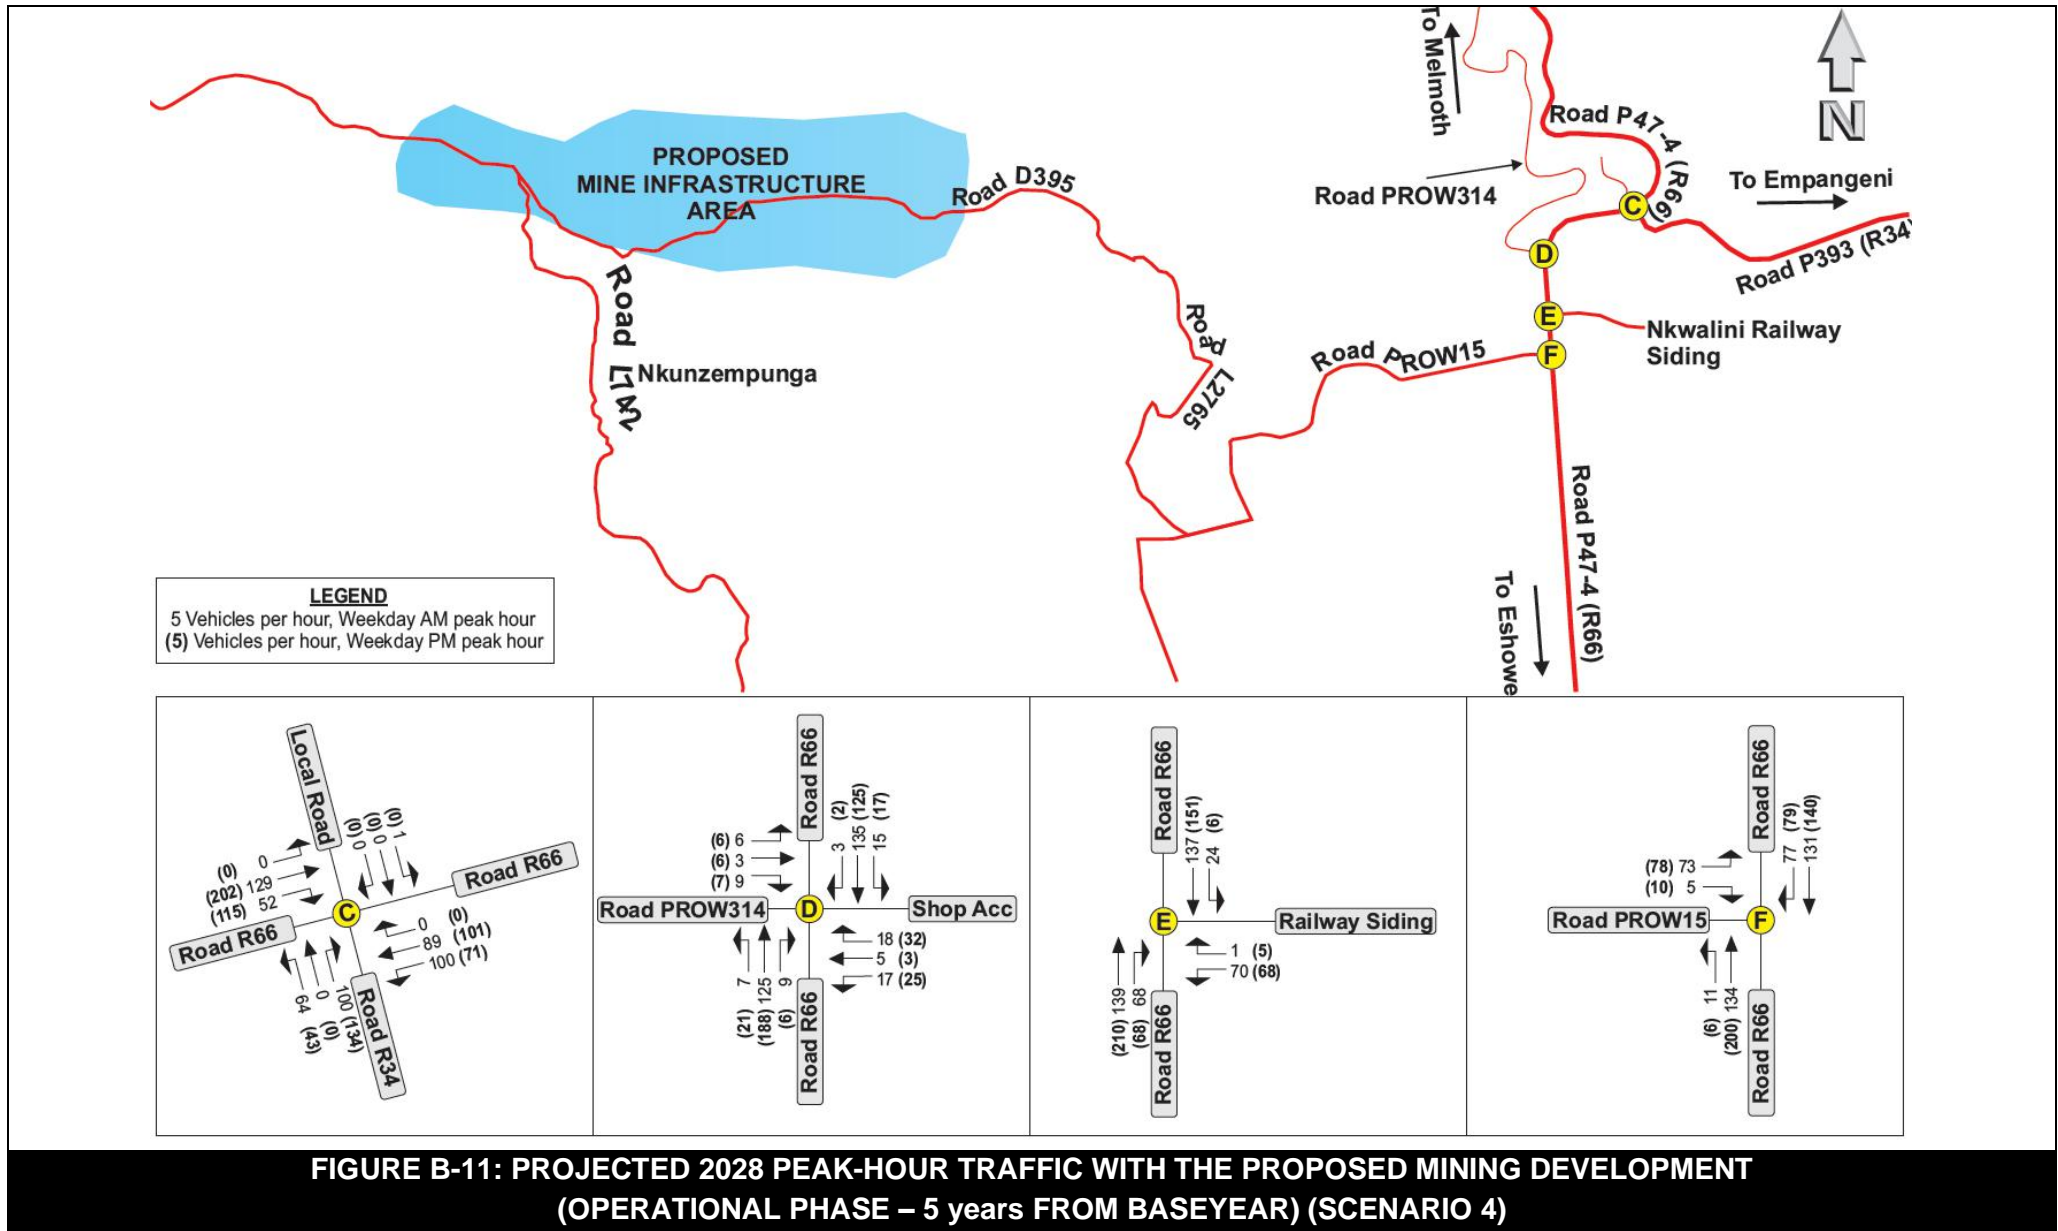 To Melmoth
N
Road P47-4 (R66)
To Empangeni
Road PROW314
C
Road P393 (R34)
D
E
Nkwalini Railway
Siding
F
PROPOSED
MINE INFRASTRUCTURE
AREA
Road D395
Road L742
Nkunzempunga
Road L2765
Road PROW15
Road P47-4 (R66)
To Eshowe
LEGEND
5 Vehicles per hour, Weekday AM peak hour
(5) Vehicles per hour, Weekday PM peak hour
Local Road
(0) 0
(0) 0
(0) 1
(0) 0
(202) 129
(115) 52
Road R66
Road R66
C
0 (0)
89 (101)
100 (71)
64 (43)
0 (0)
100 (134)
Road R34
Road R66
(6) 6
(6) 3
(7) 9
3 (2)
135 (125)
15 (17)
Road PROW314
D
Shop Acc
18 (32)
5 (3)
17 (25)
(21) 7
(188) 125
(6) 9
Road R66
Road R66
137 (151)
24 (6)
E
Railway Siding
1 (5)
70 (68)
(210) 139
(68) 68
Road R66
Road R66
77 (79)
131 (140)
(78) 73
(10) 5
Road PROW15
F
(6) 11
(200) 134
Road R66
FIGURE B-11: PROJECTED 2028 PEAK-HOUR TRAFFIC WITH THE PROPOSED MINING DEVELOPMENT
(OPERATIONAL PHASE – 5 years FROM BASEYEAR) (SCENARIO 4)